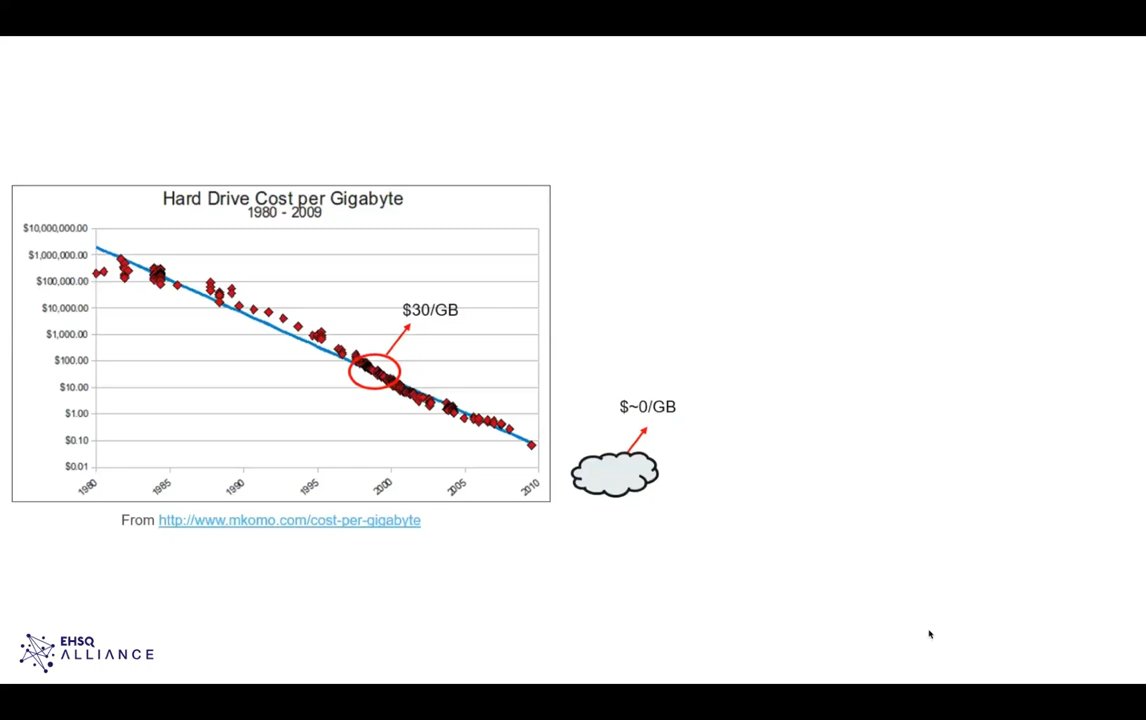 Hard Drive Cost per Gigabyte
1980 - 2009
$10,000,000.00
$1,000,000.00
$100,000.00
$10,000.00
$1,000.00
$100.00
$10.00
$1.00
$0.10
$0.01
1980 1985 1990 1995 2000 2005 2010
$30/GB
$~0/GB
From http://www.mkomo.com/cost-per-gigabyte
EHSQ
ALLIANCE